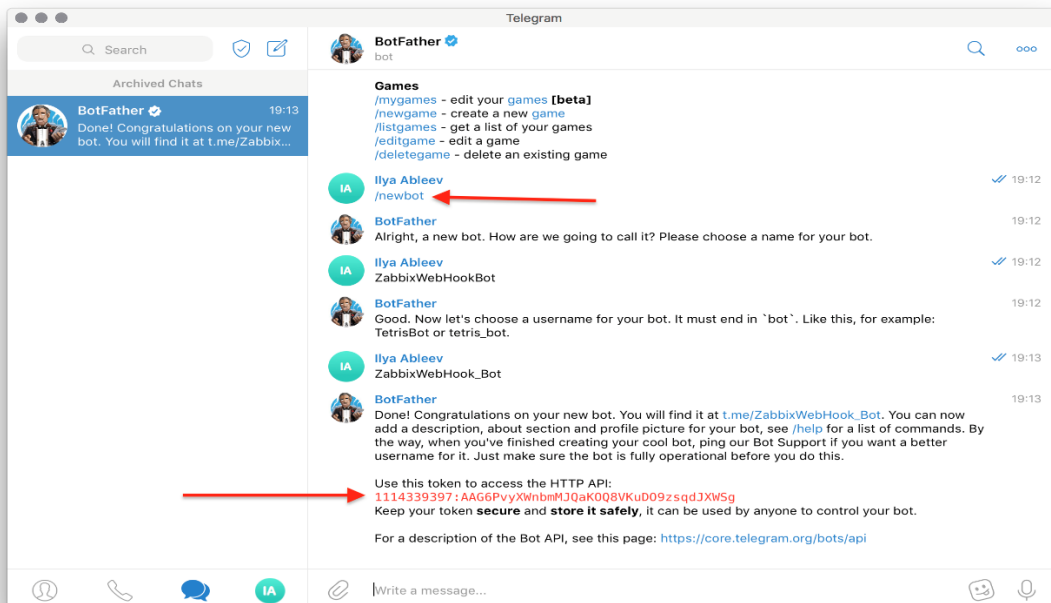 Telegram
Search
Archived Chats
BotFather 19:13
Done! Congratulations on your new
bot. You will find it at t.me/Zabbix...
BotFather
bot
Games
/mygames - edit your games [beta]
/newgame - create a new game
/listgames - get a list of your games
/editgame - edit a game
/deletegame - delete an existing game
IA
Ilya Ableev 19:12
/newbot
BotFather 19:12
Alright, a new bot. How are we going to call it? Please choose a name for your bot.
IA
Ilya Ableev 19:12
ZabbixWebHookBot
BotFather 19:12
Good. Now let's choose a username for your bot. It must end in `bot`. Like this, for example:
TetrisBot or tetris_bot.
IA
Ilya Ableev 19:13
ZabbixWebHook_Bot
BotFather 19:13
Done! Congratulations on your new bot. You will find it at t.me/ZabbixWebHook_Bot. You can now
add a description, about section and profile picture for your bot, see /help for a list of commands. By
the way, when you've finished creating your cool bot, ping our Bot Support if you want a better
username for it. Just make sure the bot is fully operational before you do this.
Use this token to access the HTTP API:
1114339397:AAG6PvyXWnbmMJQaKOQ8VKuDO9zsqdJXWSg
Keep your token secure and store it safely, it can be used by anyone to control your bot.
For a description of the Bot API, see this page: https://core.telegram.org/bots/api
IA
Write a message...